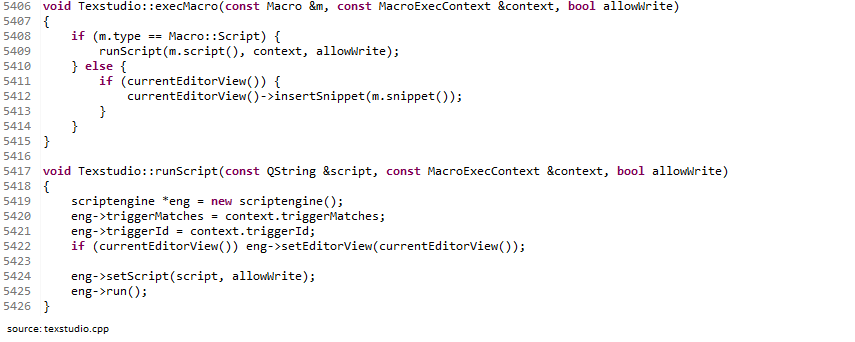 5406 void Texstudio::execMacro(const Macro &m, const MacroExecContext &context, bool allowWrite)
5407 {
5408     if (m.type == Macro::Script) {
5409         runScript(m.script(), context, allowWrite);
5410     } else {
5411         if (currentEditorView()) {
5412             currentEditorView()->insertSnippet(m.snippet());
5413         }
5414     }
5415 }
5416
5417 void Texstudio::runScript(const QString &script, const MacroExecContext &context, bool allowWrite)
5418 {
5419     scriptengine *eng = new scriptengine();
5420     eng->triggerMatches = context.triggerMatches;
5421     eng->triggerId = context.triggerId;
5422     if (currentEditorView()) eng->setEditorView(currentEditorView());
5423
5424     eng->setScript(script, allowWrite);
5425     eng->run();
5426 }
source: texstudio.cpp